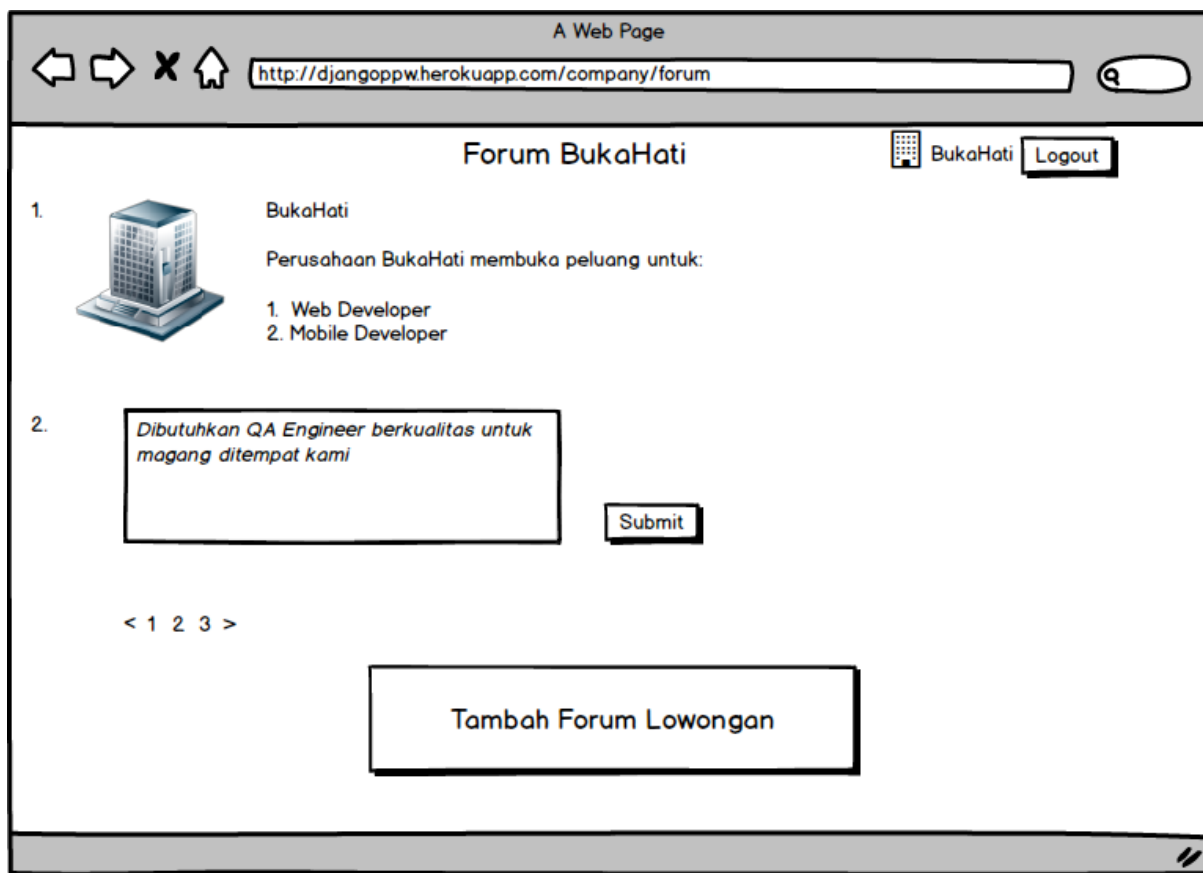 A Web Page
http://djangoppw.herokuapp.com/company/forum
Forum BukaHati
BukaHati
Logout
1.
BukaHati
Perusahaan BukaHati membuka peluang untuk:
1. Web Developer
2. Mobile Developer
2.
Dibutuhkan QA Engineer berkualitas untuk
magang ditempat kami
Submit
< 1 2 3 >
Tambah Forum Lowongan